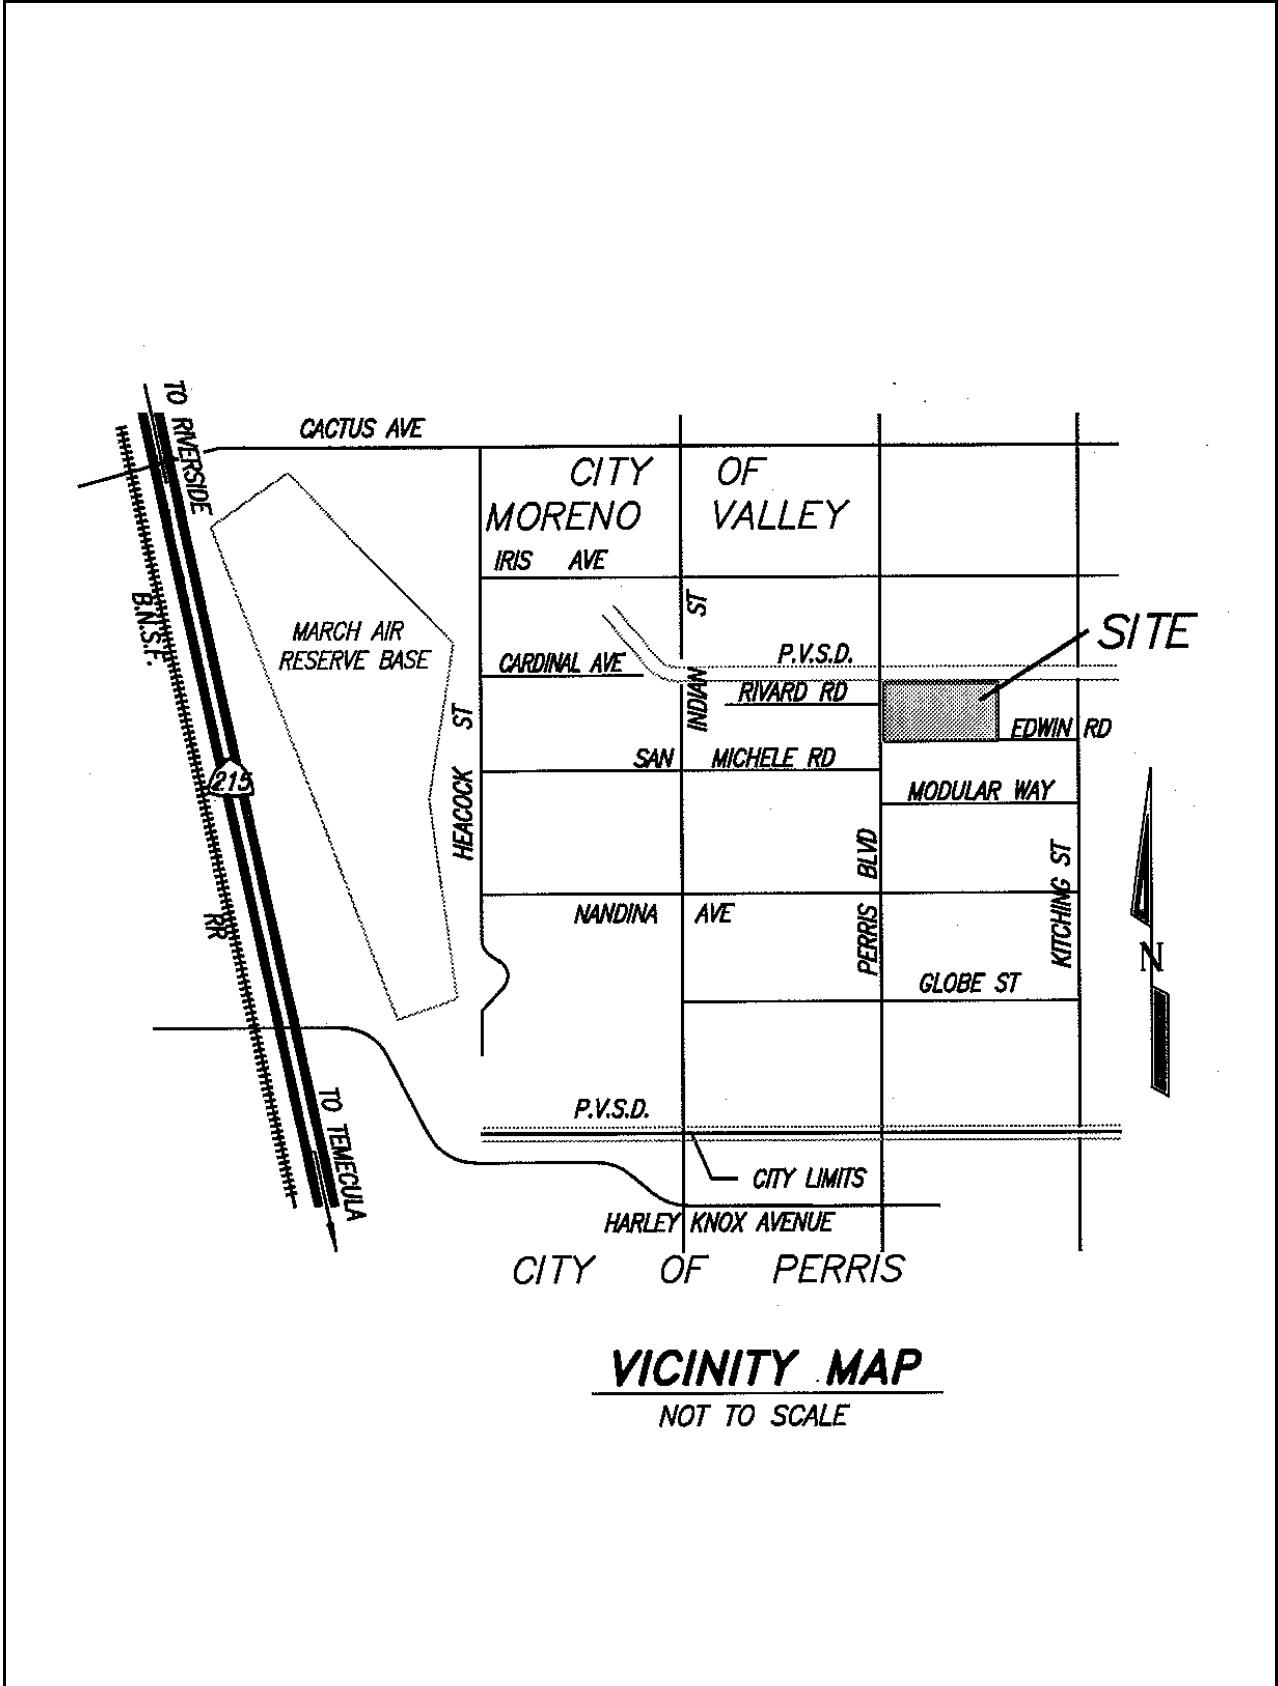 TO RIVERSIDE
CACTUS AVE
CITY OF
MORENO VALLEY
IRIS AVE
B.N.S.F.
RR
MARCH AIR
RESERVE BASE
INDIAN ST
SITE
P.V.S.D.
CARDINAL AVE
RIVARD RD
EDWIN RD
HEACOCK ST
SAN MICHELE RD
215
MODULAR WAY
PERRIS BLVD
KITCHING ST
NANDINA AVE
N
GLOBE ST
TO TEMECULA
P.V.S.D.
CITY LIMITS
HARLEY KNOX AVENUE
CITY OF PERRIS
VICINITY MAP
NOT TO SCALE